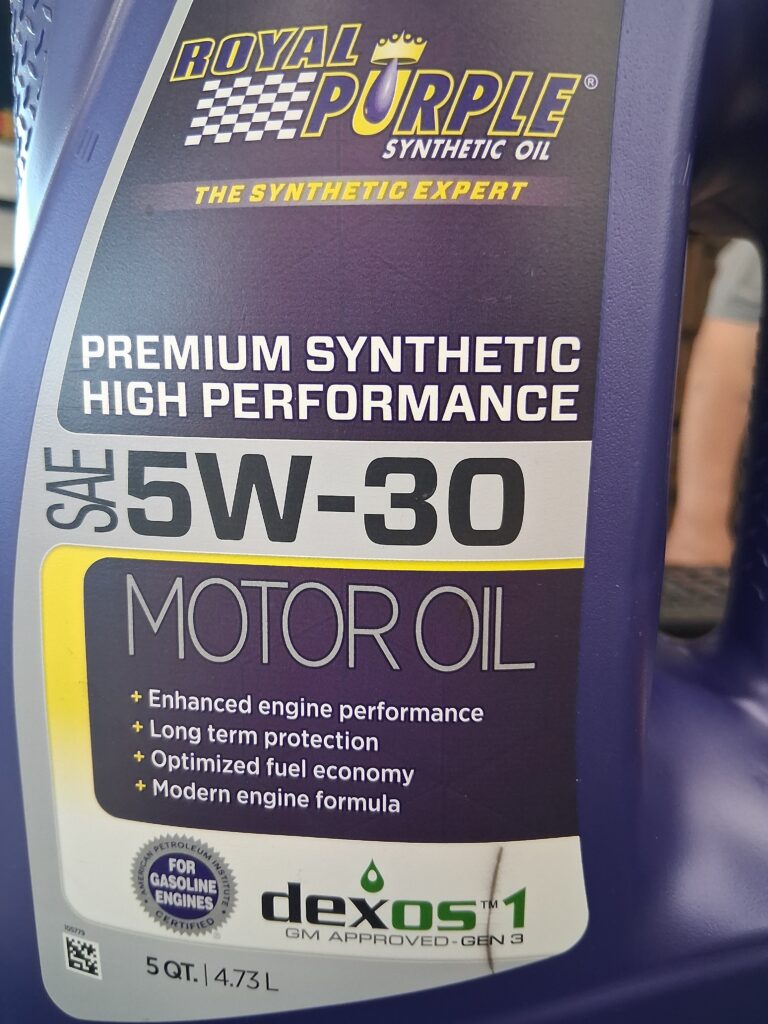 ROYAL
PURPLE®
SYNTHETIC OIL
THE SYNTHETIC EXPERT
PREMIUM SYNTHETIC
HIGH PERFORMANCE
SAE 5W-30
MOTOR OIL
+ Enhanced engine performance
+ Long term protection
+ Optimized fuel economy
+ Modern engine formula
AMERICAN PETROLEUM INSTITUTE
FOR
GASOLINE
ENGINES
CERTIFIED
dexos™1
GM APPROVED-GEN 3
5 QT. | 4.73 L